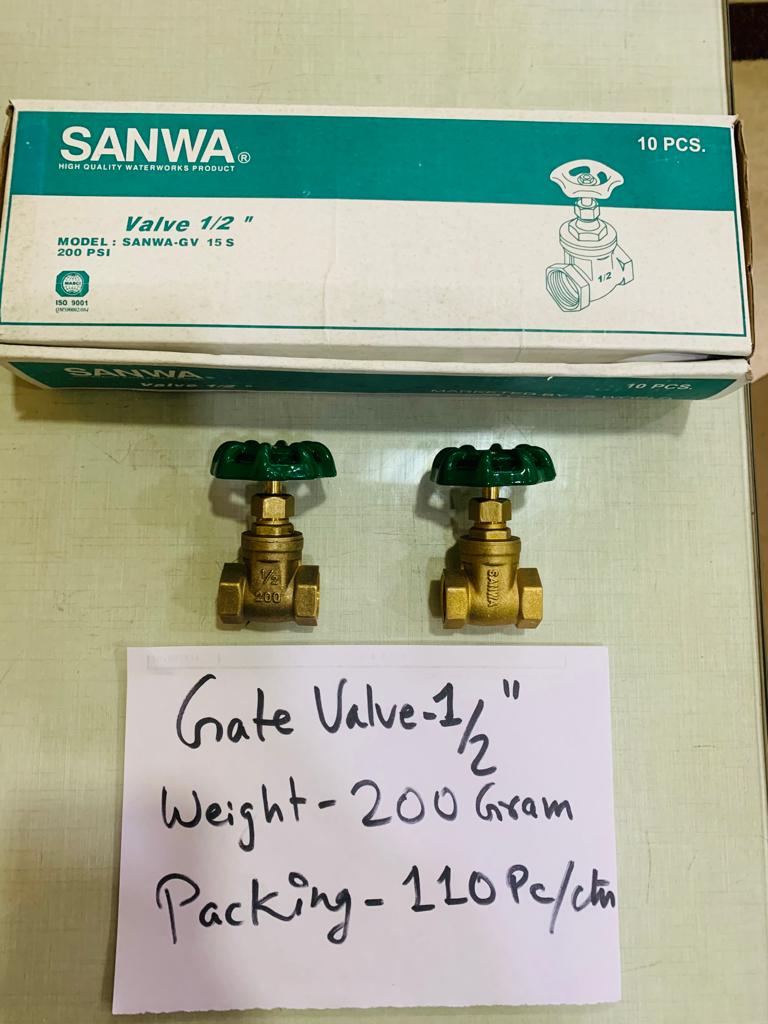 SANWA®
10 PCS.
HIGH QUALITY WATERWORKS PRODUCT
Valve 1/2 "
MODEL : SANWA-GV 15 S
200 PSI
1/2
ISO 9001
SANWA
Valve 1/2 "
10 PCS.
MARKETED BY
1/2
200
SANWA
Gate Valve-1/2"
Weight - 200 Gram
Packing - 110 Pc/ctn